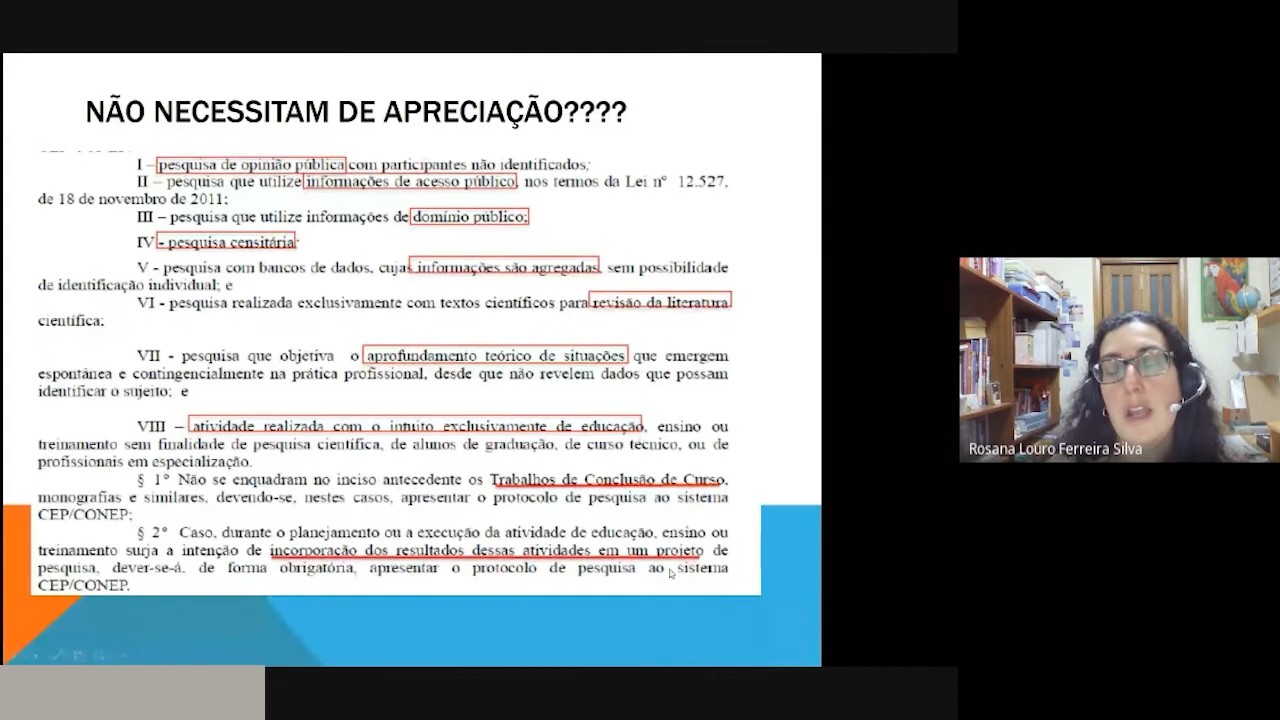 NÃO NECESSITAM DE APRECIAÇÃO????
I – pesquisa de opinião pública com participantes não identificados;
II – pesquisa que utilize informações de acesso público, nos termos da Lei nº 12.527,
de 18 de novembro de 2011;
III – pesquisa que utilize informações de domínio público;
IV - pesquisa censitária;
V - pesquisa com bancos de dados, cujas informações são agregadas, sem possibilidade
de identificação individual; e
VI - pesquisa realizada exclusivamente com textos científicos para revisão da literatura
científica;
VII - pesquisa que objetiva o aprofundamento teórico de situações que emergem
espontânea e contingencialmente na prática profissional, desde que não revelem dados que possam
identificar o sujeito; e
VIII – atividade realizada com o intuito exclusivamente de educação, ensino ou
treinamento sem finalidade de pesquisa científica, de alunos de graduação, de curso técnico, ou de
profissionais em especialização.
§ 1º Não se enquadram no inciso antecedente os Trabalhos de Conclusão de Curso,
monografias e similares, devendo-se, nestes casos, apresentar o protocolo de pesquisa ao sistema
CEP/CONEP;
§ 2º Caso, durante o planejamento ou a execução da atividade de educação, ensino ou
treinamento surja a intenção de incorporação dos resultados dessas atividades em um projeto de
pesquisa, dever-se-á, de forma obrigatória, apresentar o protocolo de pesquisa ao sistema
CEP/CONEP.
Rosana Louro Ferreira Silva